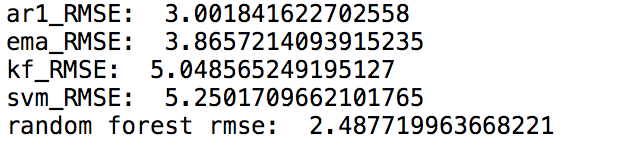 ar1_RMSE:  3.001841622702558
ema_RMSE:  3.8657214093915235
kf_RMSE:  5.048565249195127
svm_RMSE:  5.2501709662101765
random forest rmse:  2.487719963668221